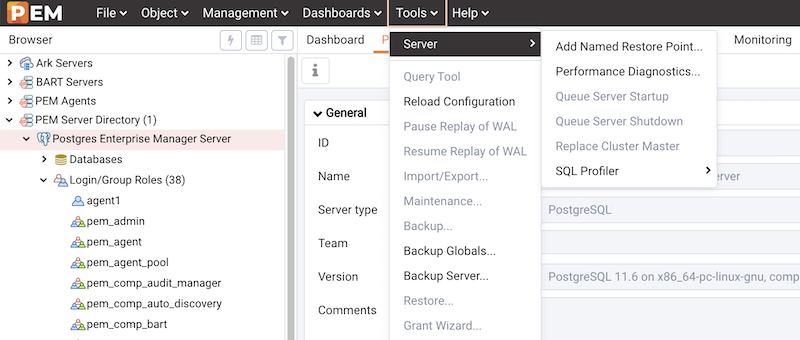 PEM
File Object Management Dashboards Tools Help
Browser
Dashboard
Monitoring
Ark Servers
BART Servers
PEM Agents
PEM Server Directory (1)
Postgres Enterprise Manager Server
Databases
Login/Group Roles (38)
agent1
pem_admin
pem_agent
pem_agent_pool
pem_comp_audit_manager
pem_comp_auto_discovery
pem_comp_bart
Server
Query Tool
Reload Configuration
Pause Replay of WAL
Resume Replay of WAL
Import/Export...
Maintenance...
Backup...
Backup Globals...
Backup Server...
Restore...
Grant Wizard...
Add Named Restore Point...
Performance Diagnostics...
Queue Server Startup
Queue Server Shutdown
Replace Cluster Master
SQL Profiler
General
ID
Name
erver
Server type
PostgreSQL
Team
Version
PostgreSQL 11.6 on x86_64-pc-linux-gnu, comp
Comments